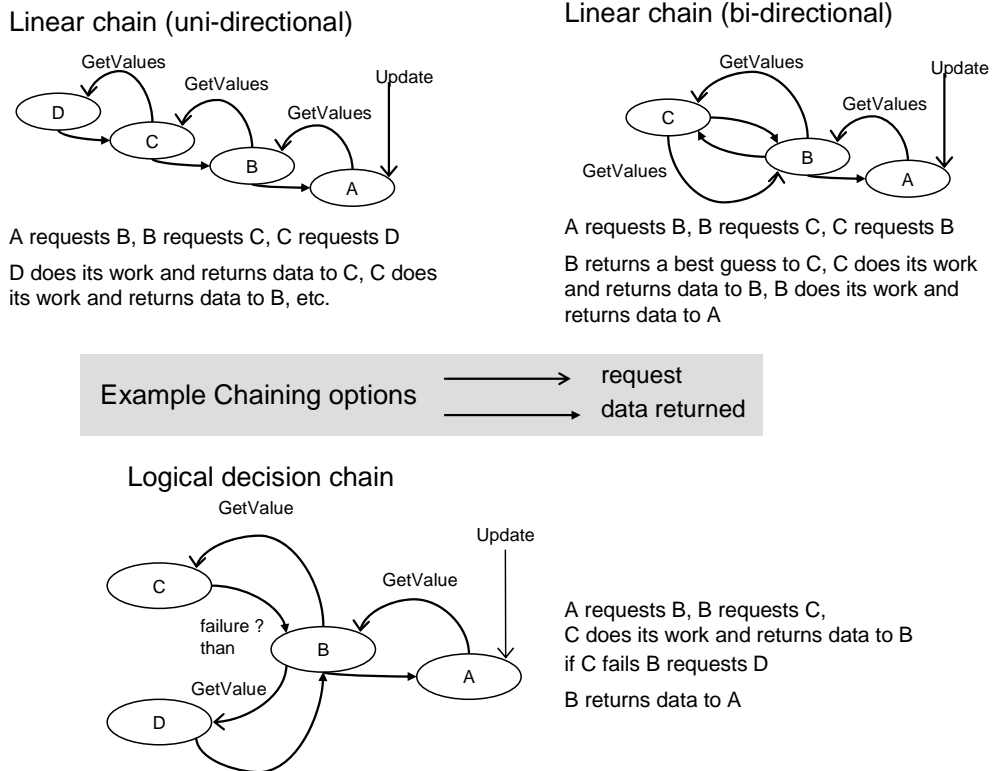 Linear chain (uni-directional)
GetValues
GetValues
GetValues
Update
D
C
B
A
A requests B, B requests C, C requests D
D does its work and returns data to C, C does
its work and returns data to B, etc.
Linear chain (bi-directional)
GetValues
Update
GetValues
C
B
A
GetValues
A requests B, B requests C, C requests B
B returns a best guess to C, C does its work
and returns data to B, B does its work and
returns data to A
Example Chaining options
request
data returned
Logical decision chain
GetValue
Update
GetValue
C
failure ?
than
B
A
GetValue
D
A requests B, B requests C,
C does its work and returns data to B
if C fails B requests D
B returns data to A